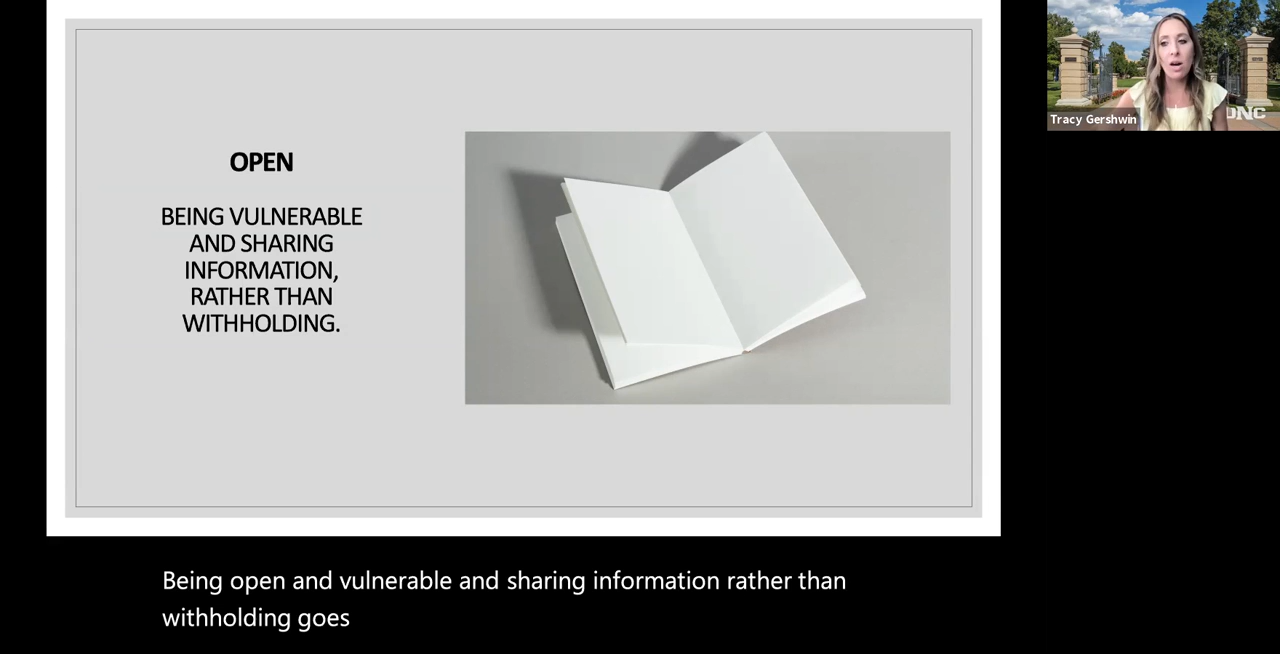 OPEN
BEING VULNERABLE
AND SHARING
INFORMATION,
RATHER THAN
WITHHOLDING.
Tracy Gershwin
Being open and vulnerable and sharing information rather than
withholding goes